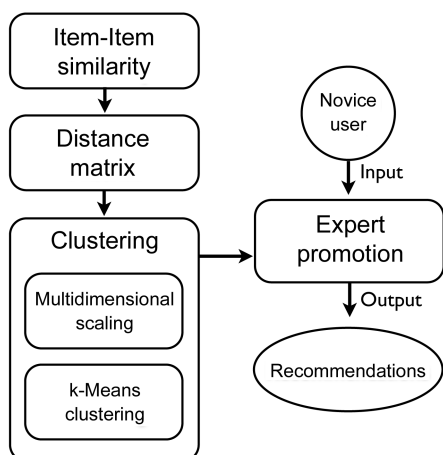 Item-Item
similarity
Distance
matrix
Clustering
Multidimensional
scaling
k-Means
clustering
Novice
user
Input
Expert
promotion
Output
Recommendations